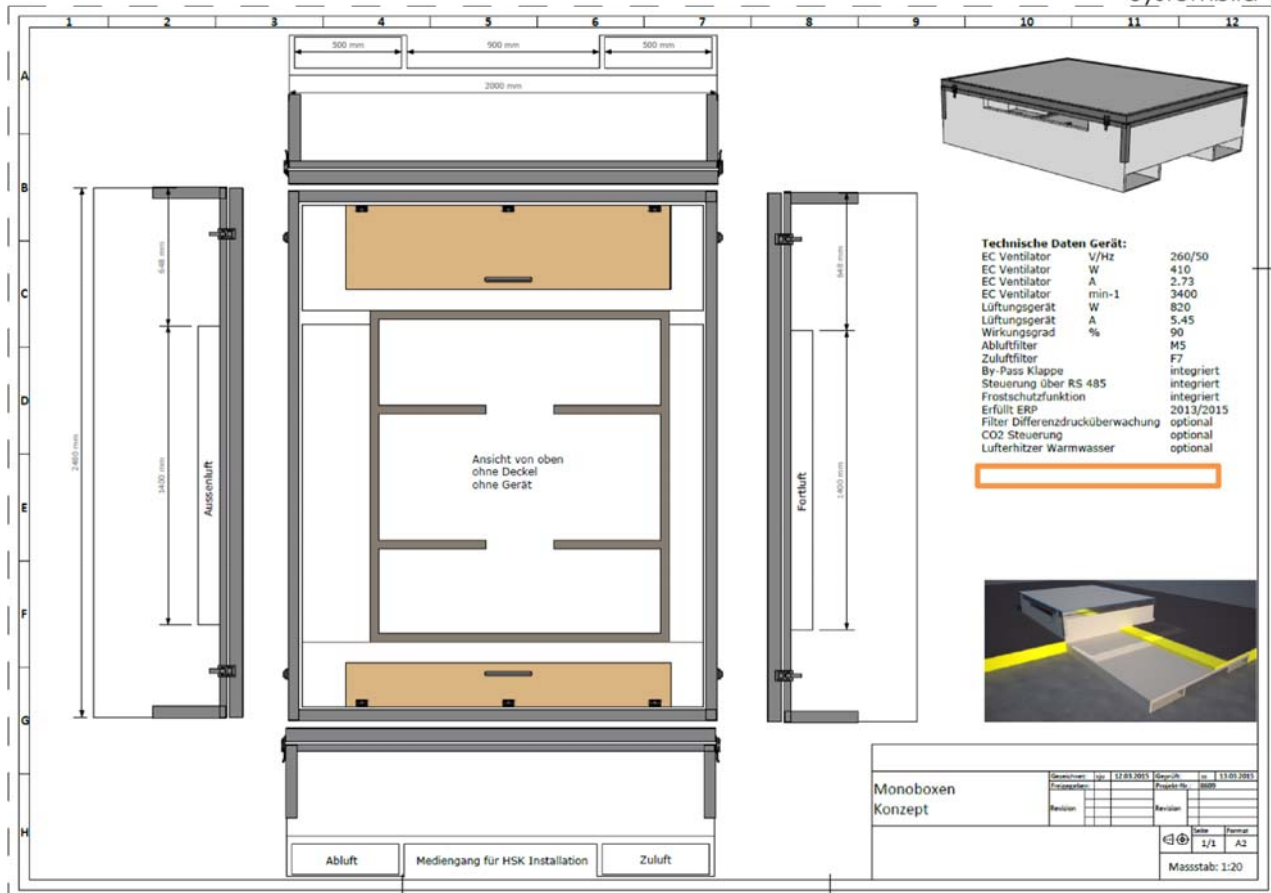 1 2 3 4 5 6 7 8 9 10 11 12
A
B
C
D
E
F
G
H
500 mm 900 mm 500 mm
2000 mm
648 mm
1400 mm
2480 mm
Aussenluft
Ansicht von oben
ohne Deckel
ohne Gerät
648 mm
1400 mm
Fortluft
Abluft
Mediengang für HSK Installation
Zuluft
Technische Daten Gerät:
EC Ventilator V/Hz 260/50
EC Ventilator W 410
EC Ventilator A 2.73
EC Ventilator min-1 3400
Lüftungsgerät W 820
Lüftungsgerät A 5.45
Wirkungsgrad % 90
Abluftfilter M5
Zuluftfilter F7
By-Pass Klappe integriert
Steuerung über RS 485 integriert
Frostschutzfunktion integriert
Erfüllt ERP 2013/2015
Filter Differenzdrucküberwachung optional
CO2 Steuerung optional
Lufterhitzer Warmwasser optional
Monoboxen
Konzept
Gezeichnet: 12.03.2015 Geprüft: 13.03.2015
Freigegeben: Projekt-Nr.: 8609
Revision Revision
Seite Format
1/1 A2
Massstab: 1:20